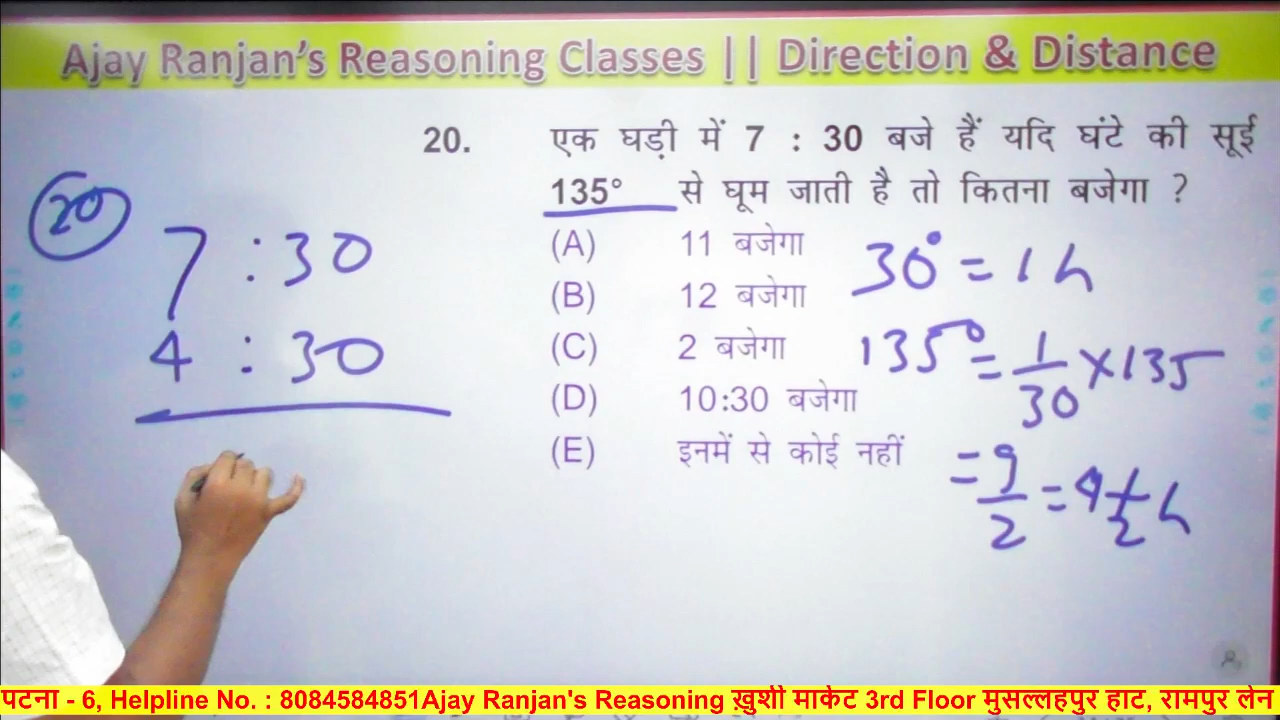 Ajay Ranjan's Reasoning Classes || Direction & Distance
20. एक घड़ी में 7 : 30 बजे हैं यदि घंटे की सूई
135° से घूम जाती है तो कितना बजेगा ?
(A) 11 बजेगा
(B) 12 बजेगा
(C) 2 बजेगा
(D) 10:30 बजेगा
(E) इनमें से कोई नहीं
20
7 : 30
4 : 30
30° = 1 h
135° = 1/30 × 135
= 9/2 = 4 1/2 h
पटना - 6, Helpline No. : 8084584851Ajay Ranjan's Reasoning ख़ुशी मार्केट 3rd Floor मुसल्लहपुर हाट, रामपुर लेन